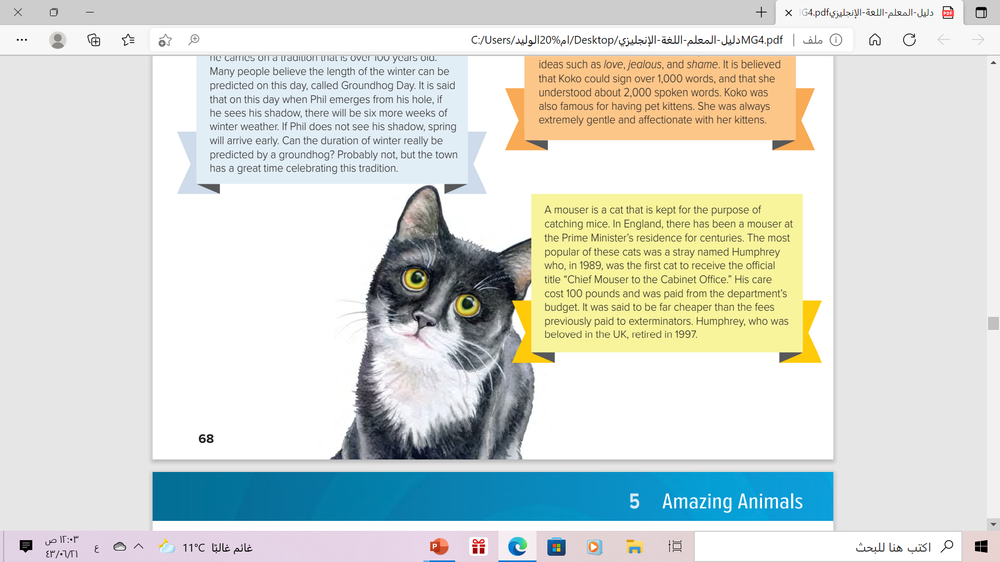 دليل-المعلم-اللغة-الإنجليزيMG4.pdf
C:/Users/ام%20الوليد/Desktop/دليل-المعلم-اللغة-الإنجليزيMG4.pdf
ملف
he carries on a tradition that is over 100 years old.
Many people believe the length of the winter can be
predicted on this day, called Groundhog Day. It is said
that on this day when Phil emerges from his hole, if
he sees his shadow, there will be six more weeks of
winter weather. If Phil does not see his shadow, spring
will arrive early. Can the duration of winter really be
predicted by a groundhog? Probably not, but the town
has a great time celebrating this tradition.
ideas such as love, jealous, and shame. It is believed
that Koko could sign over 1,000 words, and that she
understood about 2,000 spoken words. Koko was
also famous for having pet kittens. She was always
extremely gentle and affectionate with her kittens.
A mouser is a cat that is kept for the purpose of
catching mice. In England, there has been a mouser at
the Prime Minister’s residence for centuries. The most
popular of these cats was a stray named Humphrey
who, in 1989, was the first cat to receive the official
title “Chief Mouser to the Cabinet Office.” His care
cost 100 pounds and was paid from the department’s
budget. It was said to be far cheaper than the fees
previously paid to exterminators. Humphrey, who was
beloved in the UK, retired in 1997.
68
5 Amazing Animals
اكتب هنا للبحث
غائم غالبًا 11°C
ع
١٢:٠٣ ص
٤٣/٠٦/٢١